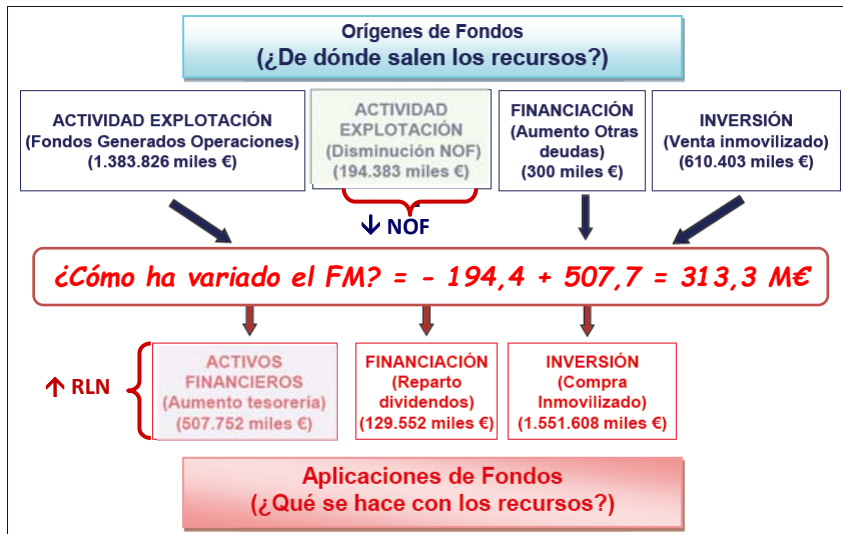 Orígenes de Fondos
(¿De dónde salen los recursos?)
ACTIVIDAD EXPLOTACIÓN
(Fondos Generados Operaciones)
(1.383.826 miles €)
ACTIVIDAD
EXPLOTACIÓN
(Disminución NOF)
(194.383 miles €)
FINANCIACIÓN
(Aumento Otras
deudas)
(300 miles €)
INVERSIÓN
(Venta inmovilizado)
(610.403 miles €)
↓ NOF
¿Cómo ha variado el FM? = - 194,4 + 507,7 = 313,3 M€
↑ RLN
ACTIVOS
FINANCIEROS
(Aumento tesorería)
(507.752 miles €)
FINANCIACIÓN
(Reparto
dividendos)
(129.552 miles €)
INVERSIÓN
(Compra
Inmovilizado)
(1.551.608 miles €)
Aplicaciones de Fondos
(¿Qué se hace con los recursos?)